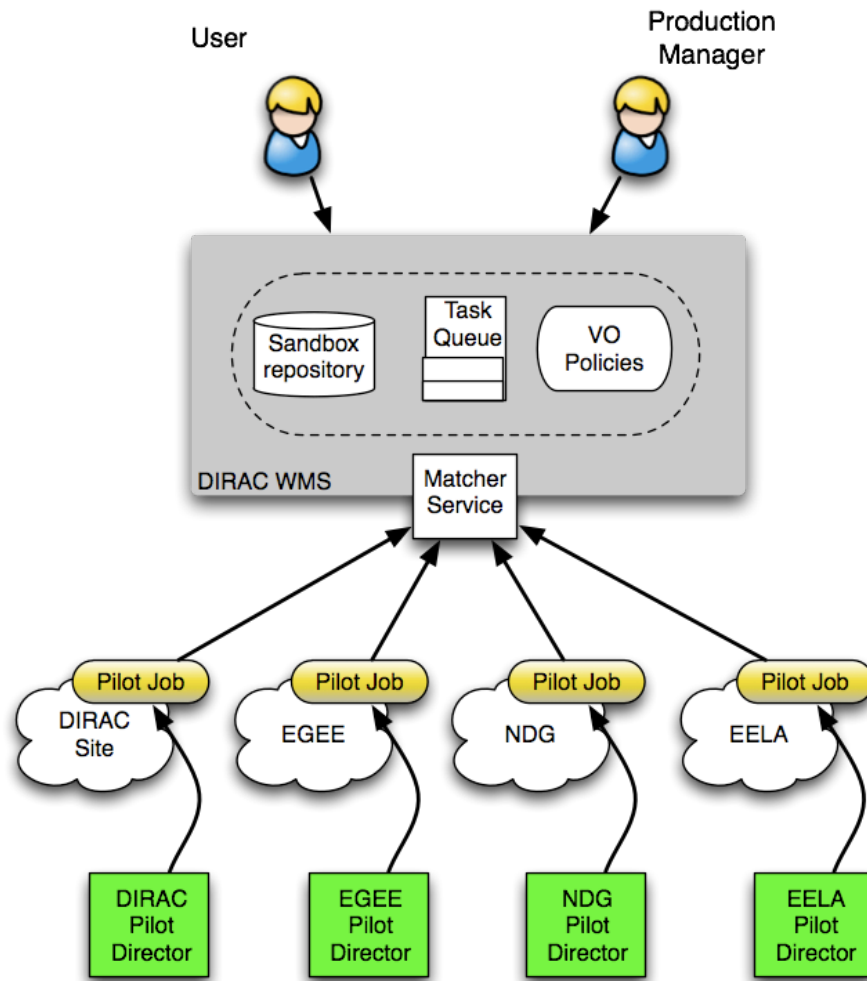 User
Production
Manager
Sandbox
repository
Task
Queue
VO
Policies
DIRAC WMS
Matcher
Service
Pilot Job
Pilot Job
Pilot Job
Pilot Job
DIRAC
Site
EGEE
NDG
EELA
DIRAC
Pilot
Director
EGEE
Pilot
Director
NDG
Pilot
Director
EELA
Pilot
Director